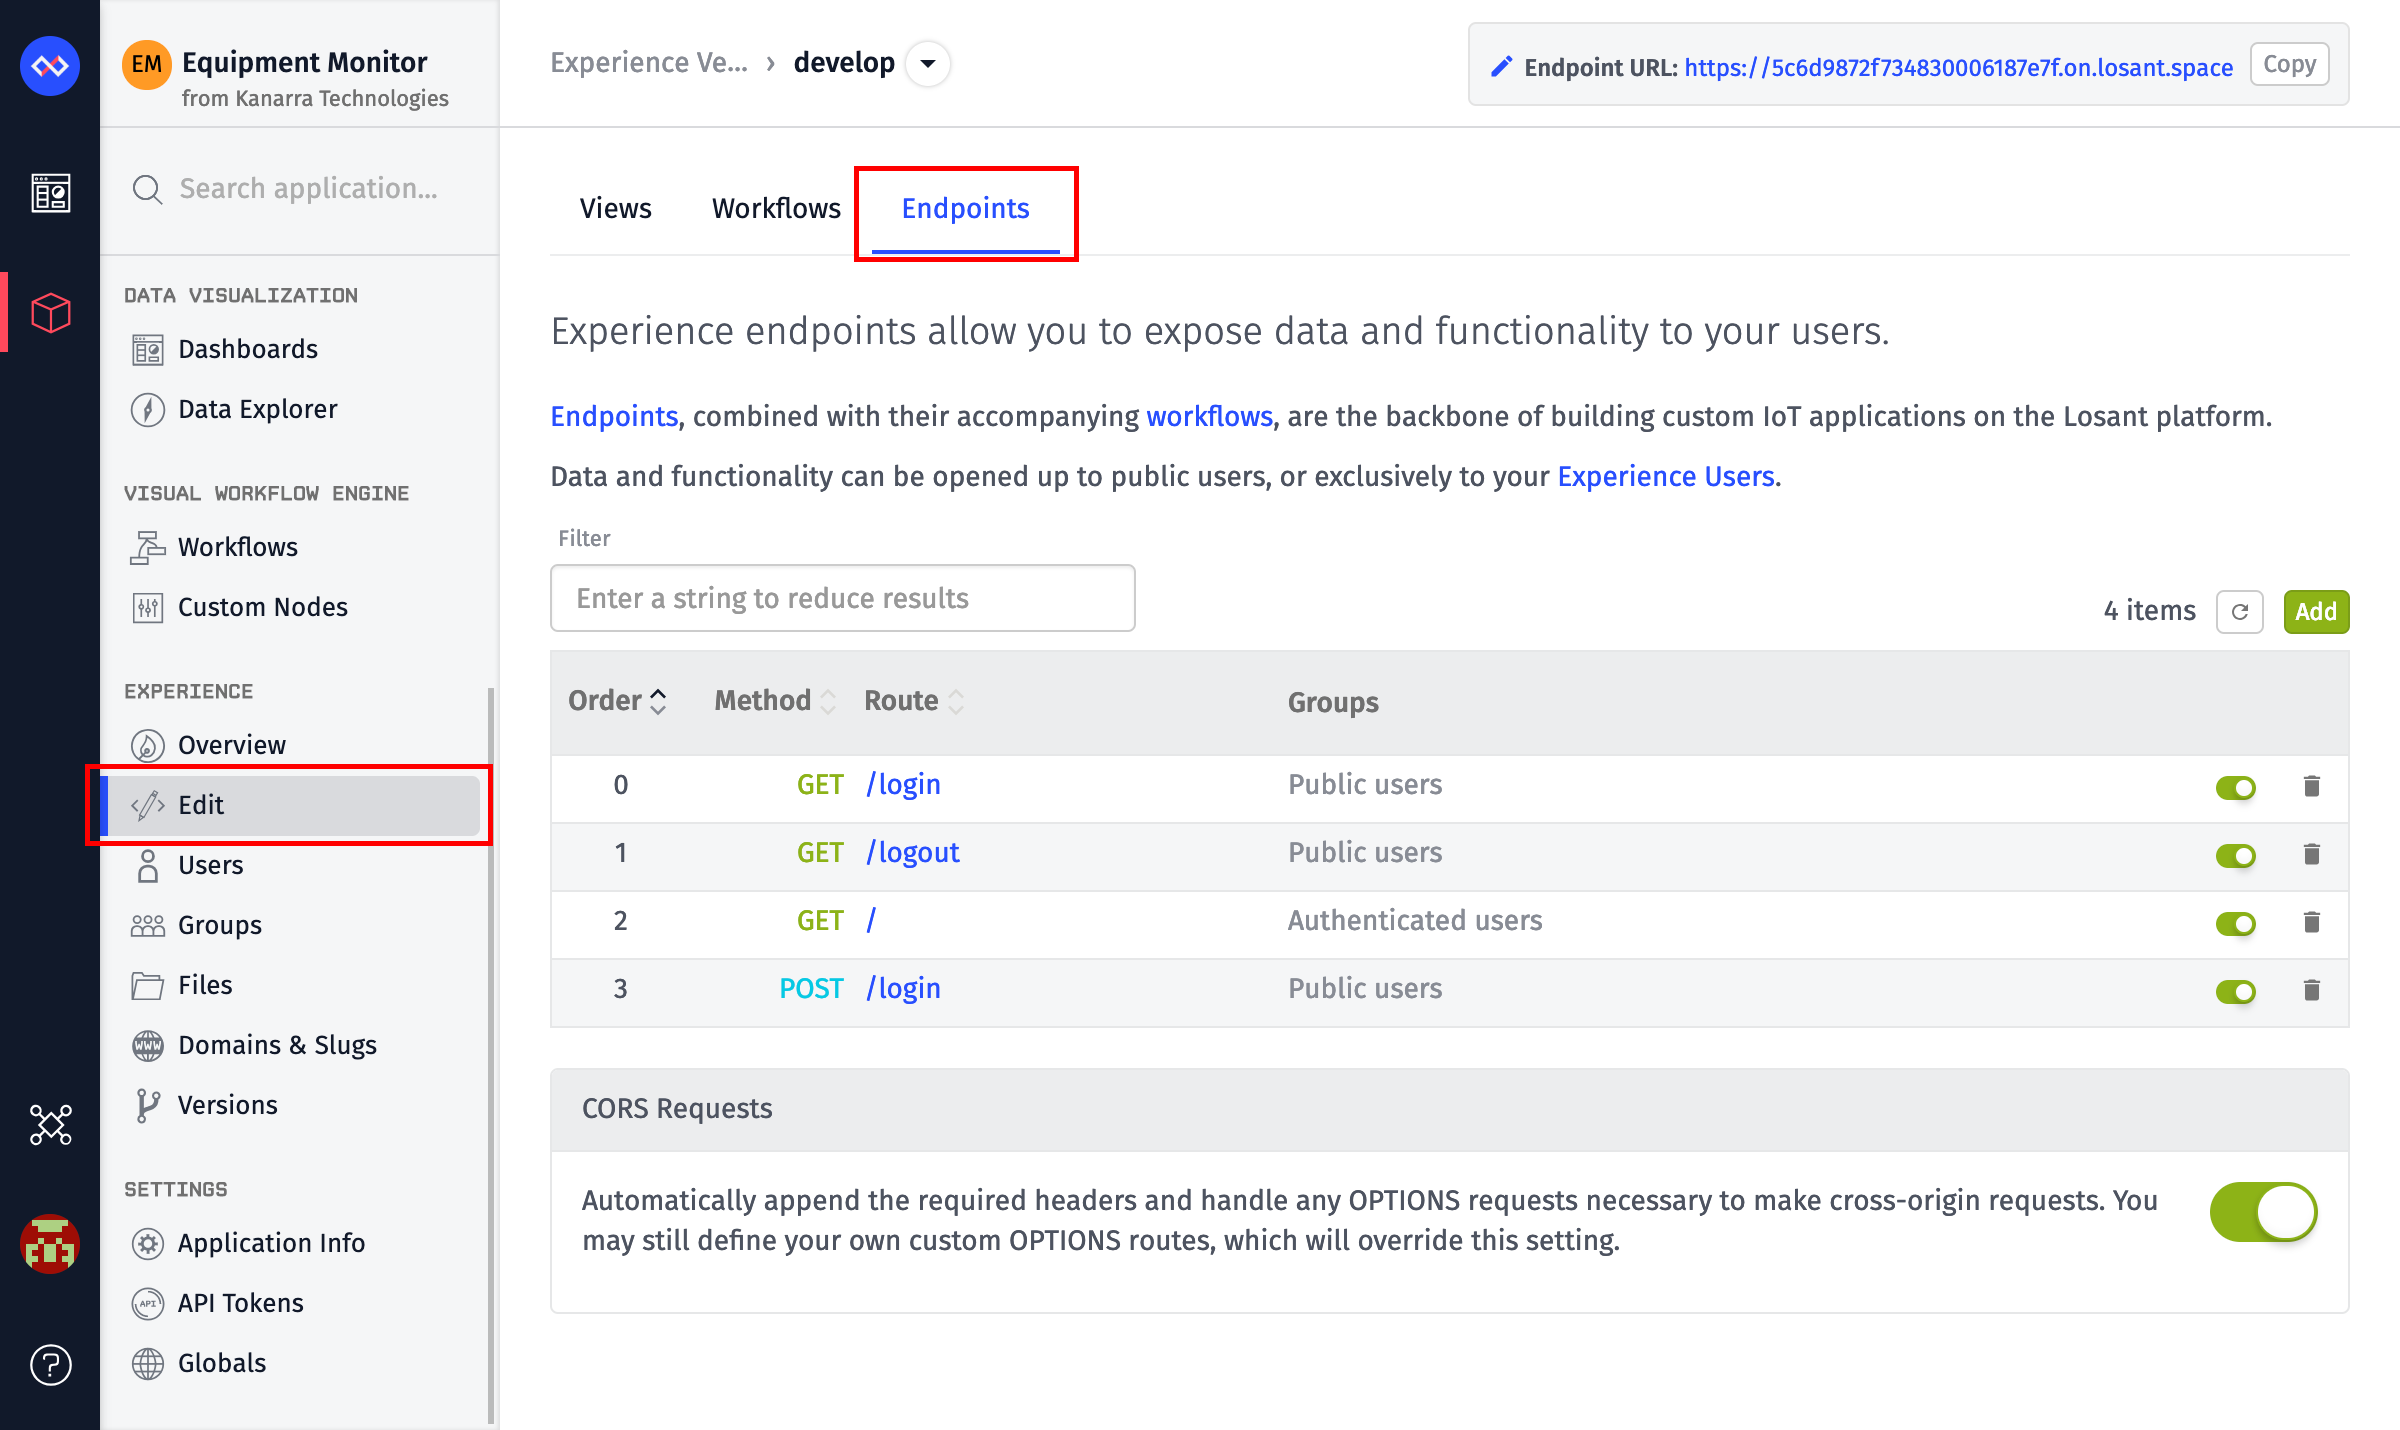 EM
Equipment Monitor
from Kanarra Technologies
Search application...
DATA VISUALIZATION
Dashboards
Data Explorer
VISUAL WORKFLOW ENGINE
Workflows
Custom Nodes
EXPERIENCE
Overview
Edit
Users
Groups
Files
WWW
Domains & Slugs
Versions
SETTINGS
Application Info
API
API Tokens
Globals
Experience Ve... › develop
Endpoint URL: https://5c6d9872f734830006187e7f.on.losant.space
Copy
Views Workflows Endpoints
Experience endpoints allow you to expose data and functionality to your users.
Endpoints, combined with their accompanying workflows, are the backbone of building custom IoT applications on the Losant platform.
Data and functionality can be opened up to public users, or exclusively to your Experience Users.
Filter
Enter a string to reduce results
4 items
Add
Order Method Route Groups
0 GET /login Public users
1 GET /logout Public users
2 GET / Authenticated users
3 POST /login Public users
CORS Requests
Automatically append the required headers and handle any OPTIONS requests necessary to make cross-origin requests. You
may still define your own custom OPTIONS routes, which will override this setting.